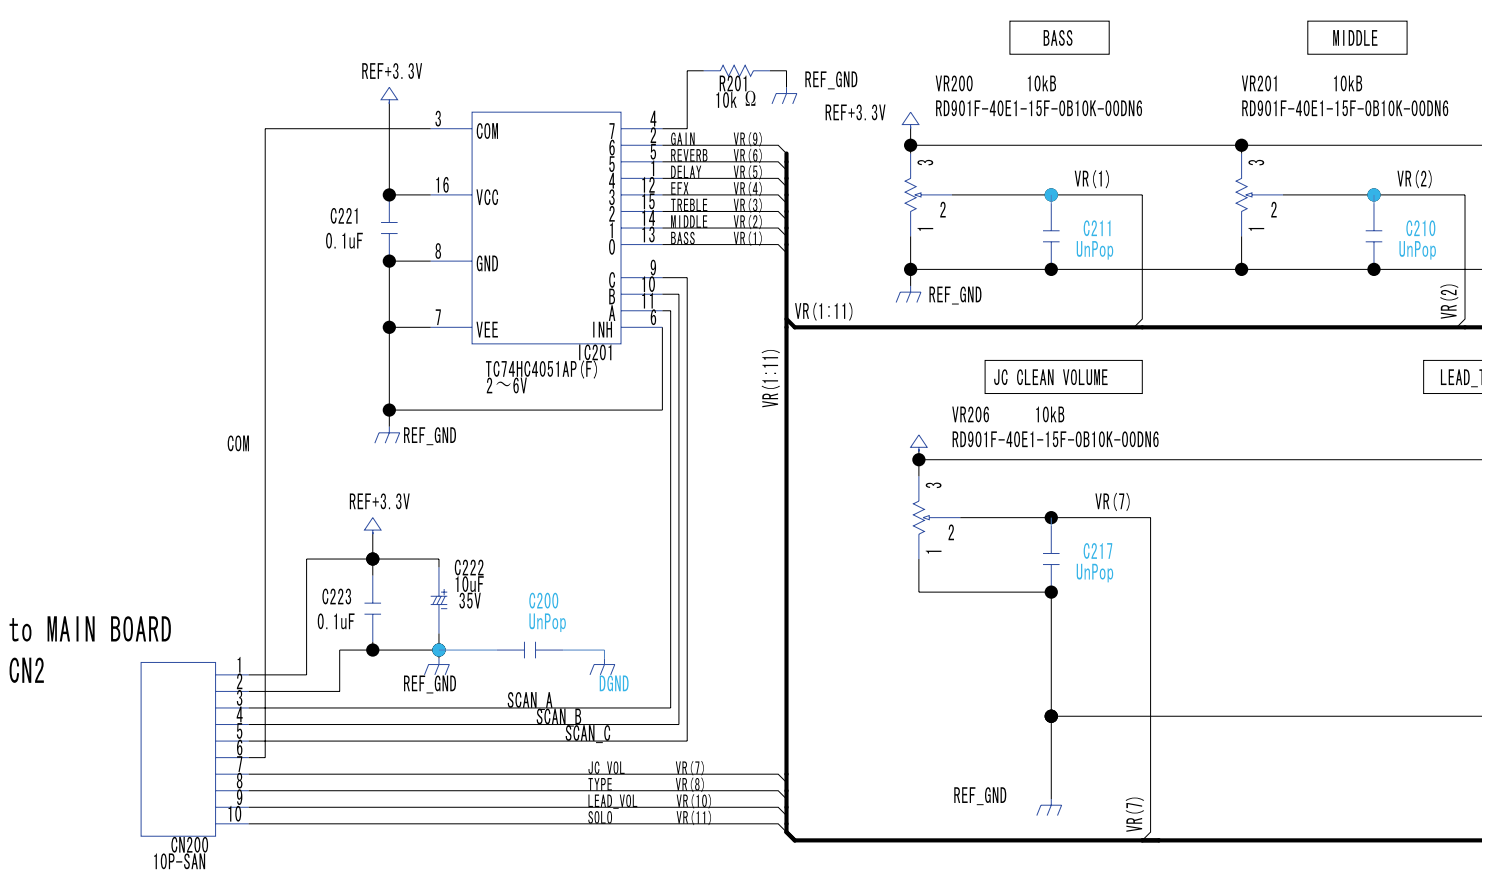 BASS
MIDDLE
REF+3.3V
R201
10k Ω
REF_GND
VR200 10kB
RD901F-40E1-15F-0B10K-00DN6
REF+3.3V
VR201 10kB
RD901F-40E1-15F-0B10K-00DN6
3 COM
16 VCC
8 GND
7 VEE
C221
0.1uF
7 4
6 2 GAIN VR(9)
5 5 REVERB VR(6)
4 1 DELAY VR(5)
3 12 EFX VR(4)
2 15 TREBLE VR(3)
1 14 MIDDLE VR(2)
0 13 BASS VR(1)
C 9
B 10
A 11
INH 6
IC201
TC74HC4051AP(F)
2～6V
REF_GND
COM
3
2
1
VR(1)
C211
UnPop
REF_GND
3
2
1
VR(2)
C210
UnPop
VR(2)
VR(1:11)
VR(1:11)
JC CLEAN VOLUME
LEAD_T
VR206 10kB
RD901F-40E1-15F-0B10K-00DN6
3
2
1
VR(7)
C217
UnPop
REF_GND
VR(7)
REF+3.3V
C223
0.1uF
C222
10uF
35V
C200
UnPop
REF_GND
DGND
to MAIN BOARD
CN2
1
2
3
4
5
6
7
8
9
10
SCAN_A
SCAN_B
SCAN_C
JC_VOL VR(7)
TYPE VR(8)
LEAD_VOL VR(10)
SOLO VR(11)
CN200
10P-SAN